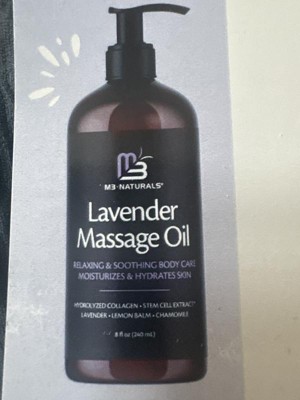 M3
M3·NATURALS®
Lavender
Massage Oil
RELAXING & SOOTHING BODY CARE
MOISTURIZES & HYDRATES SKIN
HYDROLYZED COLLAGEN • STEM CELL EXTRACT
LAVENDER • LEMON BALM • CHAMOMILE
8 fl oz (240 mL)